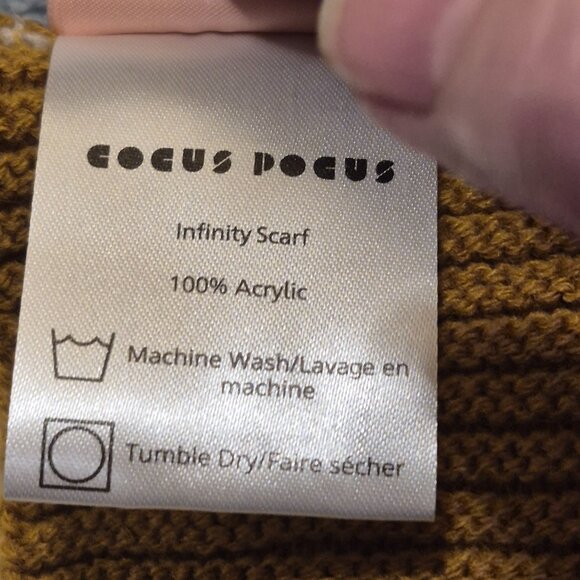 COCUS POCUS
Infinity Scarf
100% Acrylic
Machine Wash/Lavage en
machine
Tumble Dry/Faire sécher